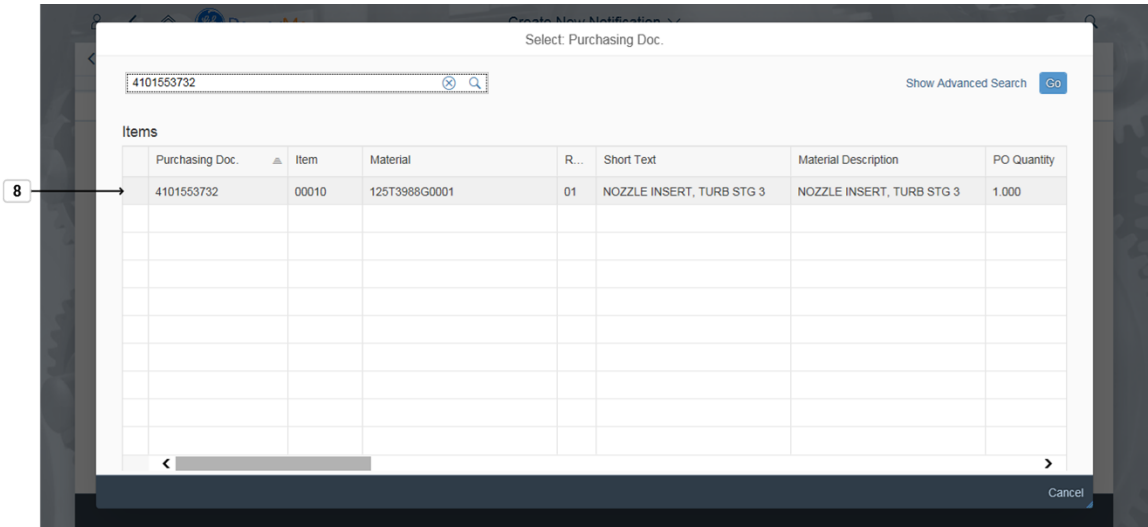 Create New Notification
Select: Purchasing Doc.
4101553732
Show Advanced Search Go
Items
Purchasing Doc. Item Material R... Short Text Material Description PO Quantity
8 4101553732 00010 125T3988G0001 01 NOZZLE INSERT, TURB STG 3 NOZZLE INSERT, TURB STG 3 1.000
Cancel